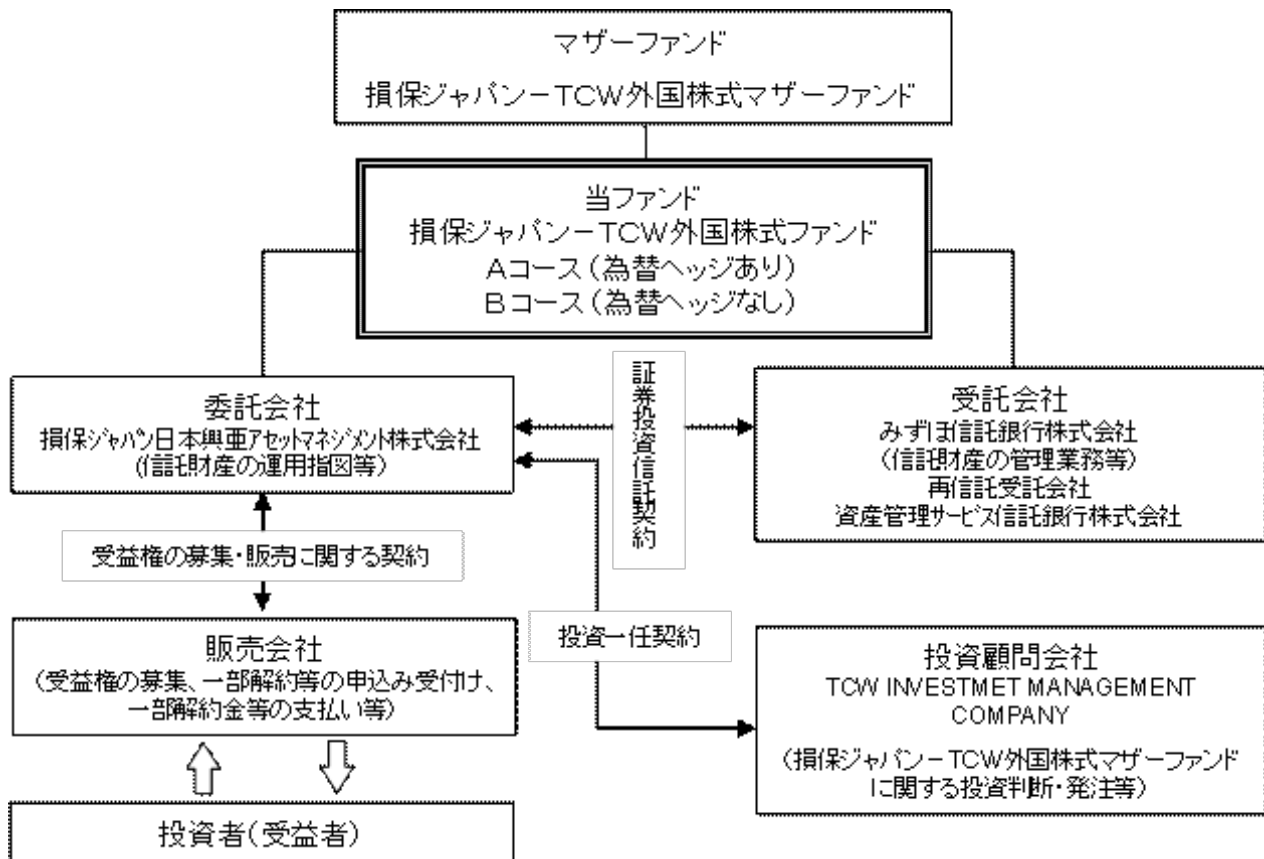 マザーファンド
損保ジャパン－TCW外国株式マザーファンド
当ファンド
損保ジャパン－TCW外国株式ファンド
Aコース（為替ヘッジあり）
Bコース（為替ヘッジなし）
証券投資信託契約
委託会社
損保ジャパン日本興亜アセットマネジメント株式会社
（信託財産の運用指図等）
受託会社
みずほ信託銀行株式会社
（信託財産の管理業務等）
再信託受託会社
資産管理サービス信託銀行株式会社
受益権の募集・販売に関する契約
投資一任契約
販売会社
（受益権の募集、一部解約等の申込み受付け、
一部解約金等の支払い等）
投資顧問会社
TCW INVESTMET MANAGEMENT
COMPANY
（損保ジャパン－TCW外国株式マザーファンド
に関する投資判断・発注等）
投資者（受益者）